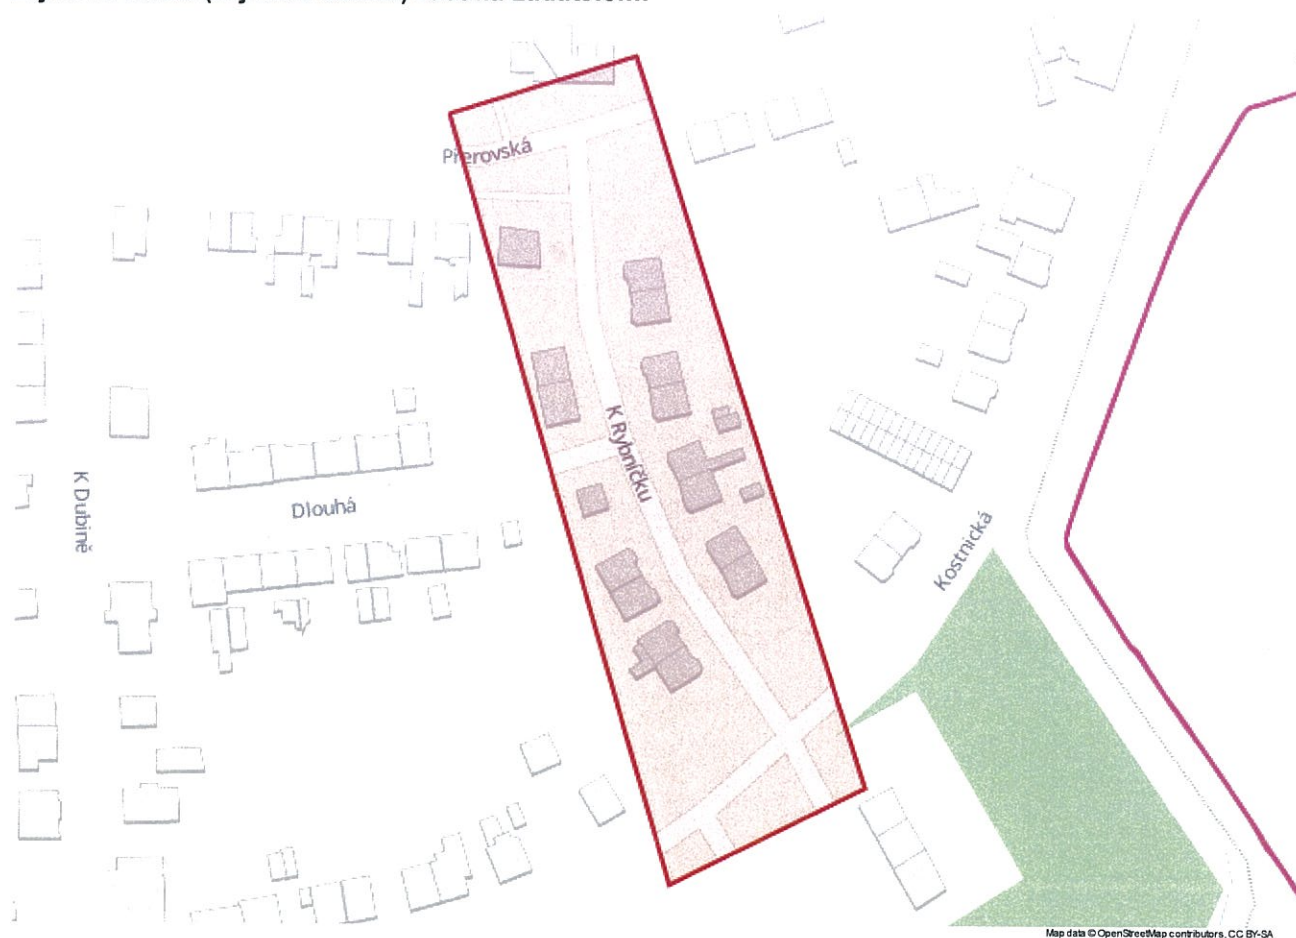 Přerovská
K Rybníčku
K Dubině
Dlouhá
Kostnická
Map data © OpenStreetMap contributors, CC BY-SA